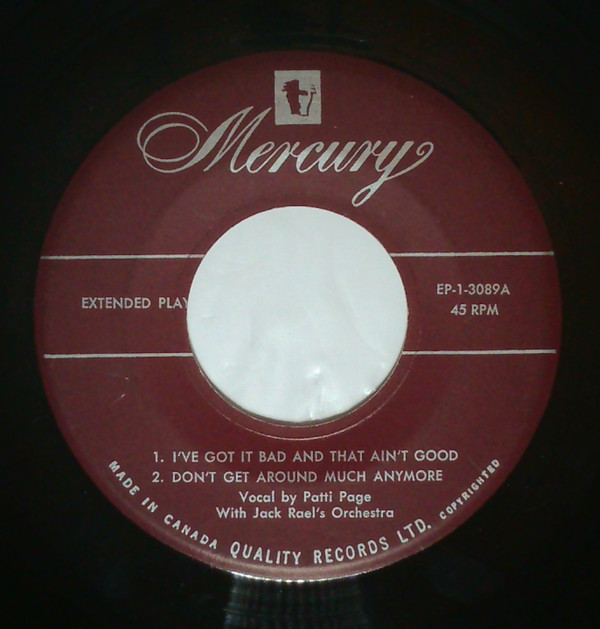 Mercury
EXTENDED PLAY
EP-1-3089A
45 RPM
1. I'VE GOT IT BAD AND THAT AIN'T GOOD
2. DON'T GET AROUND MUCH ANYMORE
Vocal by Patti Page
With Jack Rael's Orchestra
MADE IN CANADA QUALITY RECORDS LTD. COPYRIGHTED